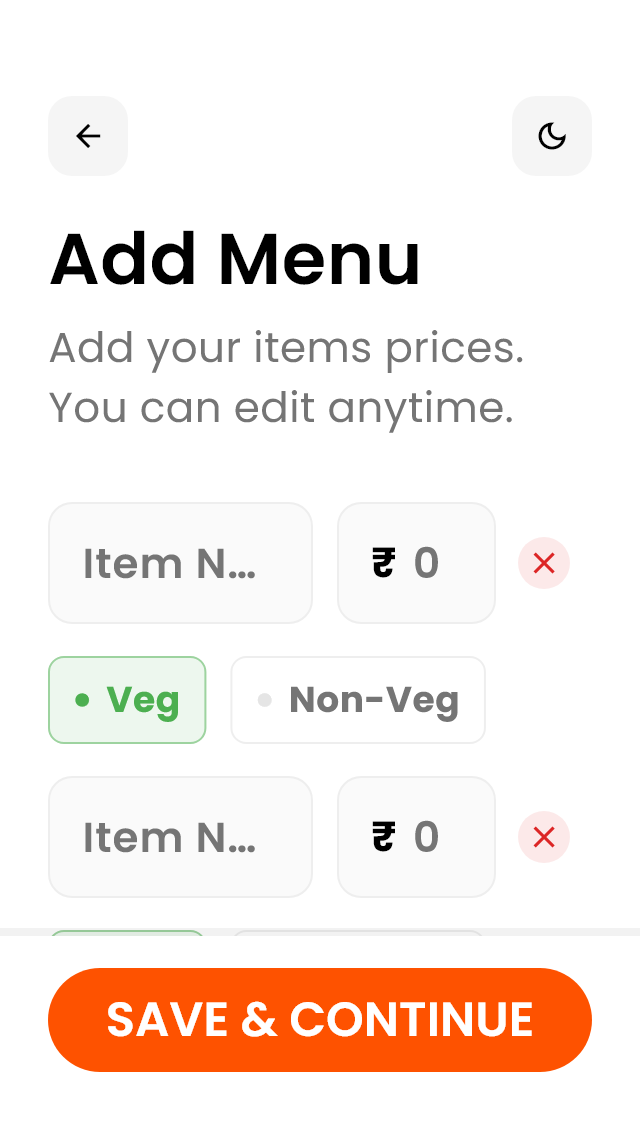 Add Menu
Add your items prices.
You can edit anytime.
Item N... ₹ 0
Veg Non-Veg
Item N... ₹ 0
SAVE & CONTINUE